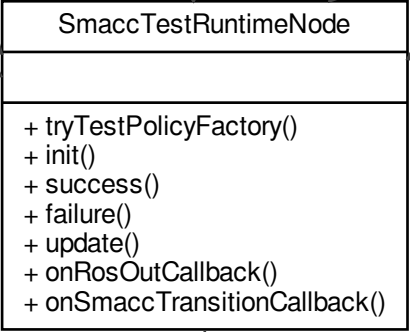 SmaccTestRuntimeNode
+ tryTestPolicyFactory()
+ init()
+ success()
+ failure()
+ update()
+ onRosOutCallback()
+ onSmaccTransitionCallback()